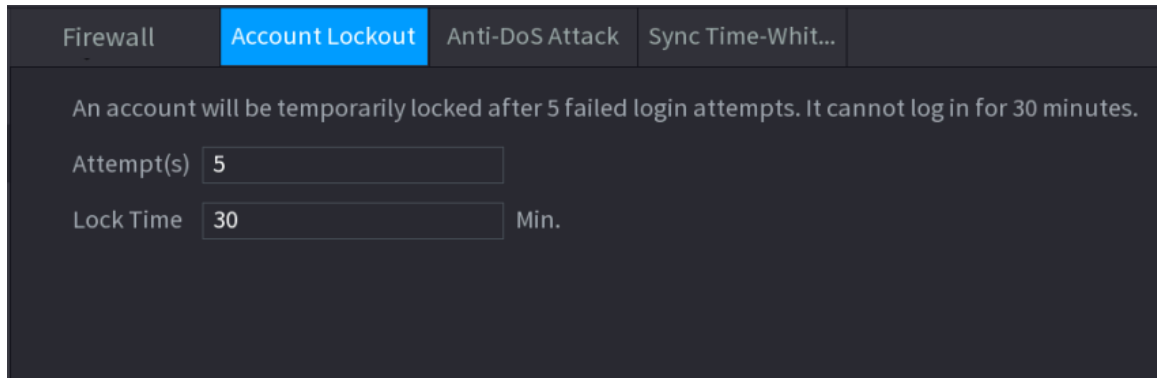 Firewall Account Lockout Anti-DoS Attack Sync Time-Whit...
An account will be temporarily locked after 5 failed login attempts. It cannot log in for 30 minutes.
Attempt(s) 5
Lock Time 30 Min.